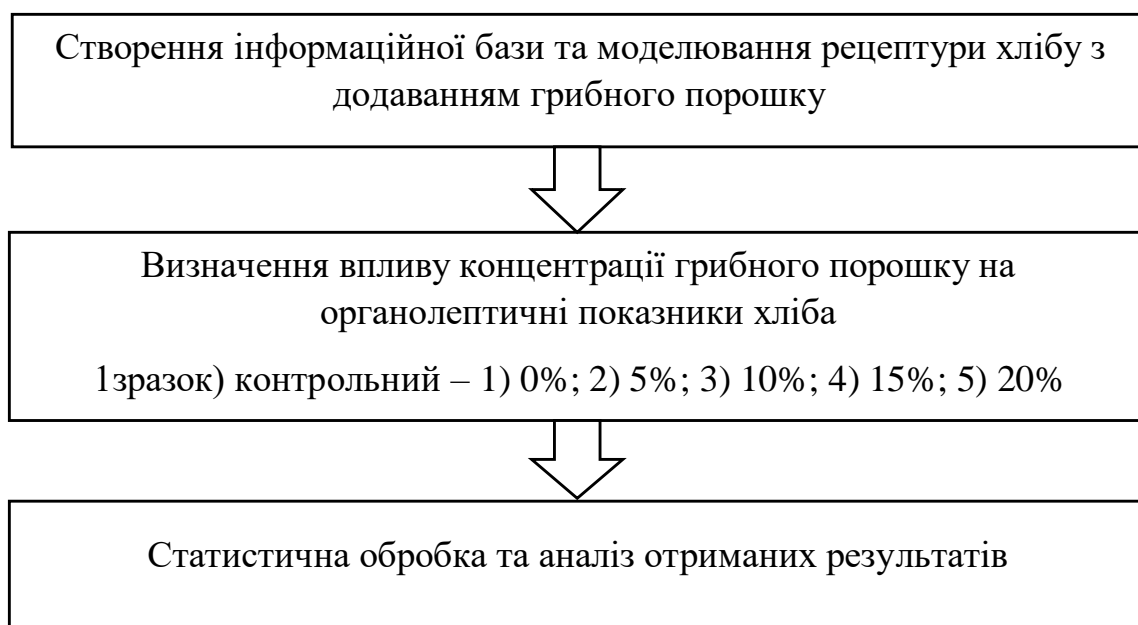 Створення інформаційної бази та моделювання рецептури хлібу з
додаванням грибного порошку
Визначення впливу концентрації грибного порошку на
органолептичні показники хліба
1зразок) контрольний – 1) 0%; 2) 5%; 3) 10%; 4) 15%; 5) 20%
Статистична обробка та аналіз отриманих результатів